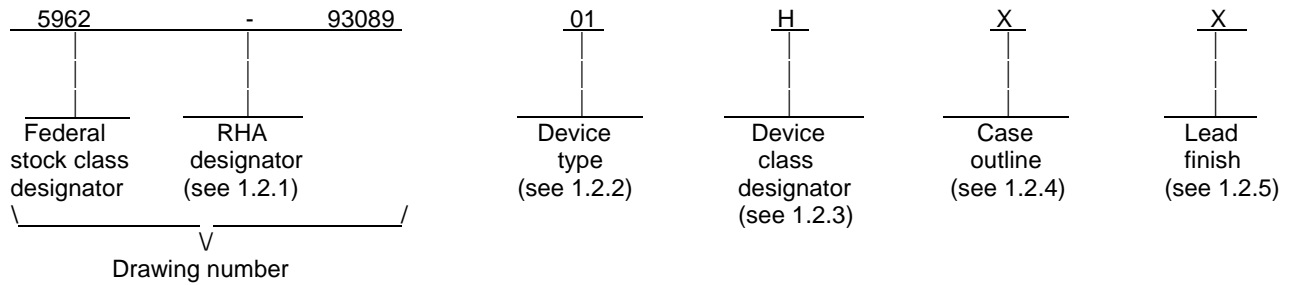 5962 - 93089 01 H X X
Federal RHA Device Device Case Lead
stock class designator type class outline finish
designator (see 1.2.1) (see 1.2.2) designator (see 1.2.4) (see 1.2.5)
(see 1.2.3)
\ /
\/
Drawing number